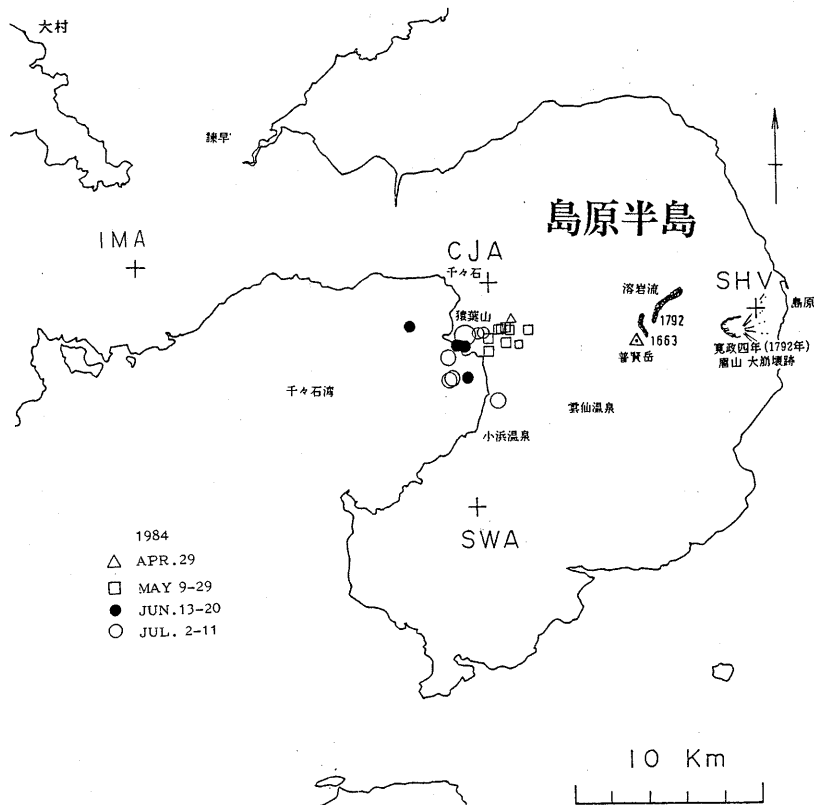 大村
諫早
島原半島
IMA
CJA
千々石
溶岩流
SHV
島原
猿葉山
1792
1663
普賢岳
寛政四年(1792年)
眉山 大崩壊跡
千々石湾
雲仙温泉
小浜温泉
SWA
1984
APR.29
MAY 9-29
JUN.13-20
JUL. 2-11
10 Km